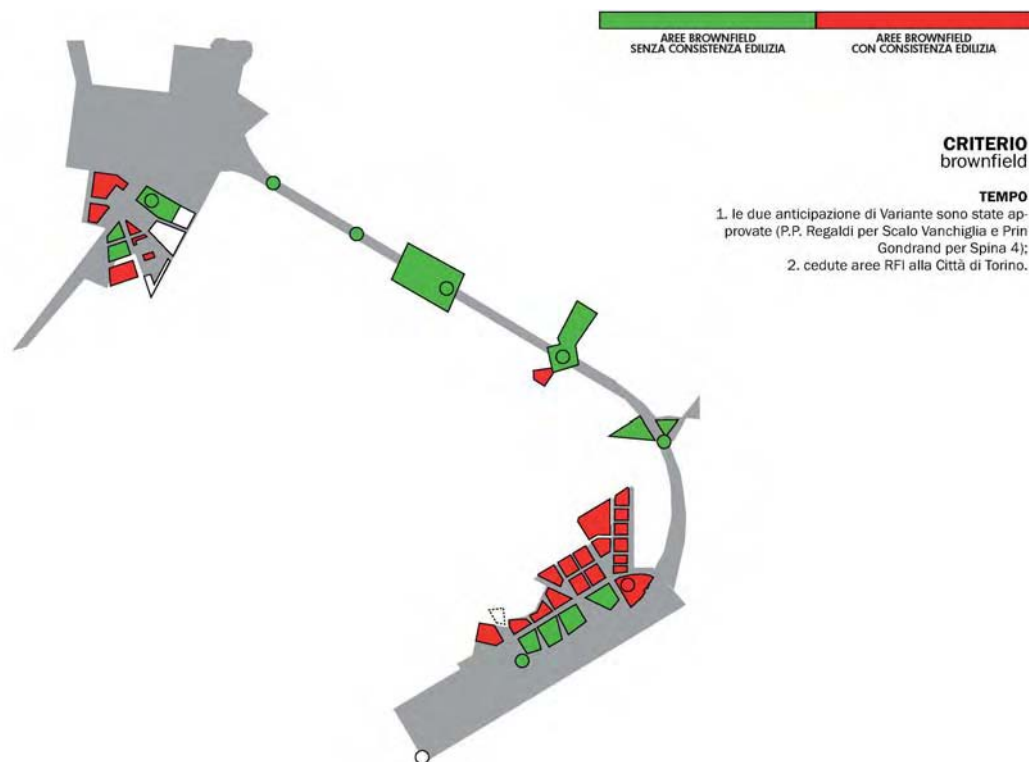 AREE BROWNFIELD
SENZA CONSISTENZA EDILIZIA
AREE BROWNFIELD
CON CONSISTENZA EDILIZIA
CRITERIO
brownfield
TEMPO
1. le due anticipazione di Variante sono state ap-
provate (P.P. Regaldi per Scalo Vanchiglia e Prin
Gondrand per Spina 4);
2. cedute aree RFI alla Città di Torino.